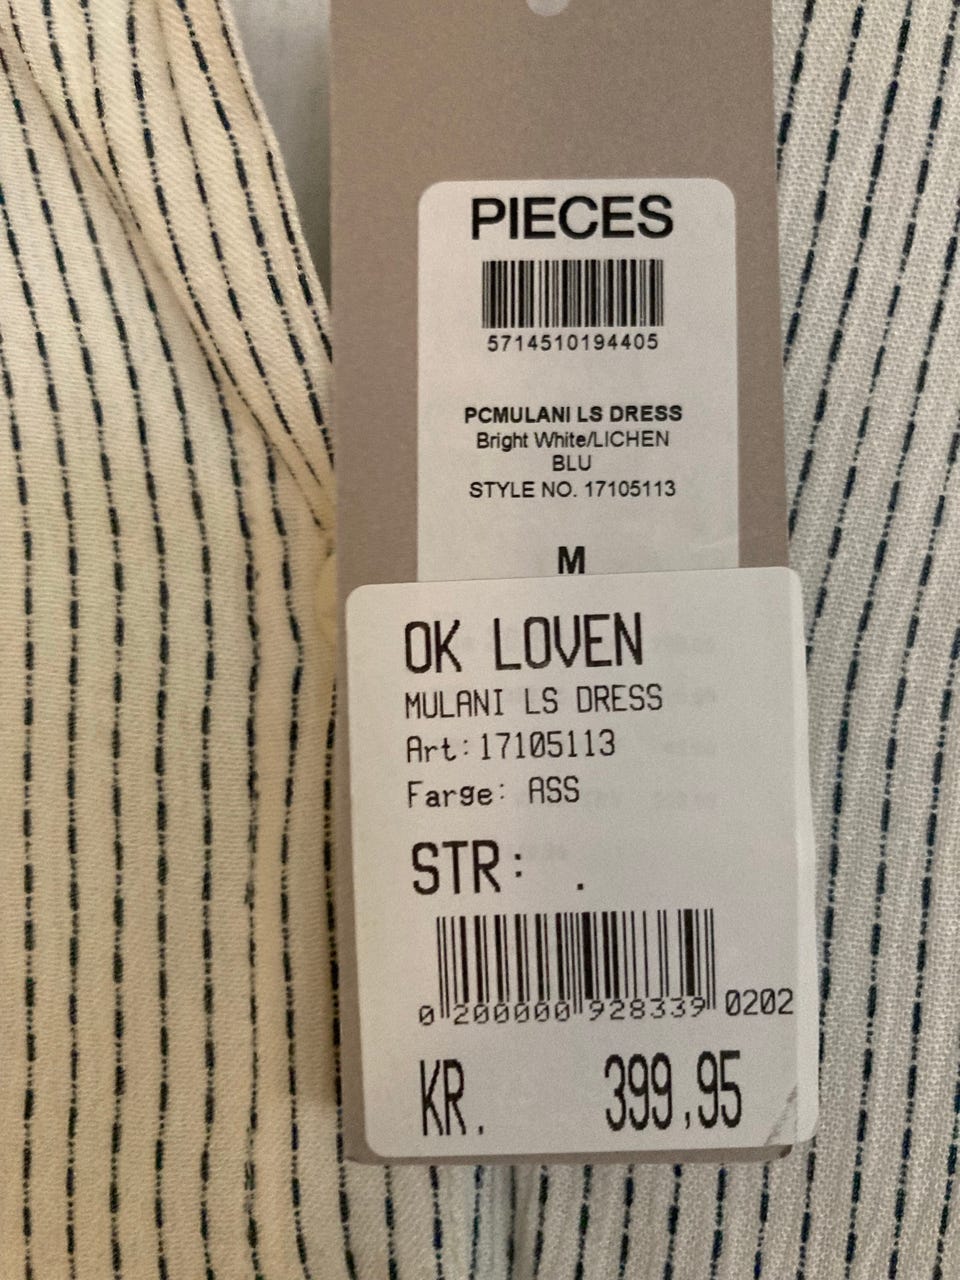 PIECES
5714510194405
PCMULANI LS DRESS
Bright White/LICHEN
BLU
STYLE NO. 17105113
M
OK LOVEN
MULANI LS DRESS
Art:17105113
Farge: ASS
STR: .
0 200000 928339 0202
KR. 399,95